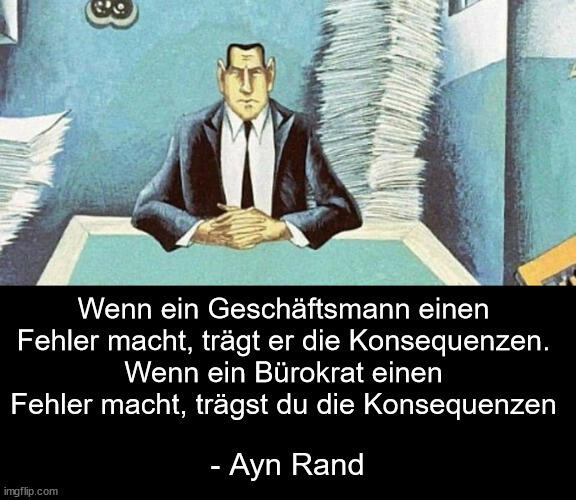 Wenn ein Geschäftsmann einen
Fehler macht, trägt er die Konsequenzen.
Wenn ein Bürokrat einen
Fehler macht, trägst du die Konsequenzen
- Ayn Rand
imgflip.com